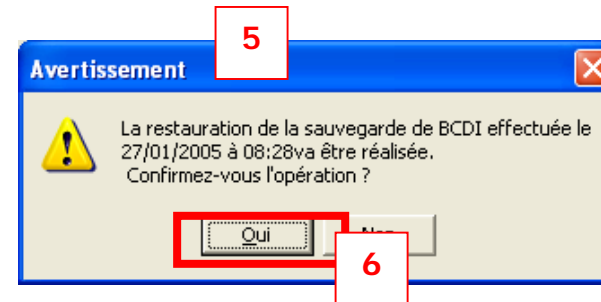 5
Avertissement
La restauration de la sauvegarde de BCDI effectuée le
27/01/2005 à 08:28va être réalisée.
Confirmez-vous l'opération ?
Oui
6